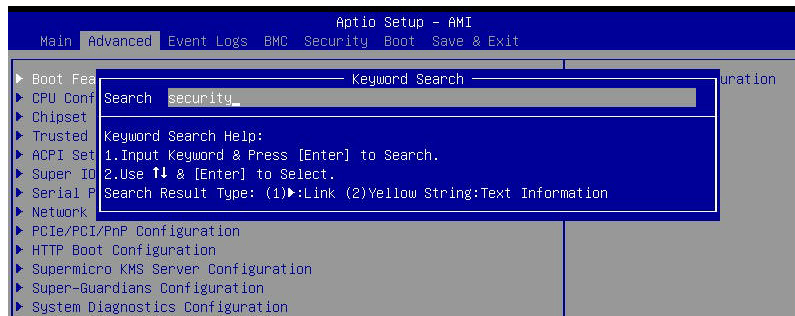 Aptio Setup – AMI
Main Advanced Event Logs BMC Security Boot Save & Exit
▶ Boot Fea
Keyword Search
uration
▶ CPU Conf
Search security_
▶ Chipset
▶ Trusted
Keyword Search Help:
▶ ACPI Set
1.Input Keyword & Press [Enter] to Search.
▶ Super IO
2.Use ↑↓ & [Enter] to Select.
▶ Serial P
Search Result Type: (1)▶:Link (2)Yellow String:Text Information
▶ Network
▶ PCIe/PCI/PnP Configuration
▶ HTTP Boot Configuration
▶ Supermicro KMS Server Configuration
▶ Super-Guardians Configuration
▶ System Diagnostics Configuration